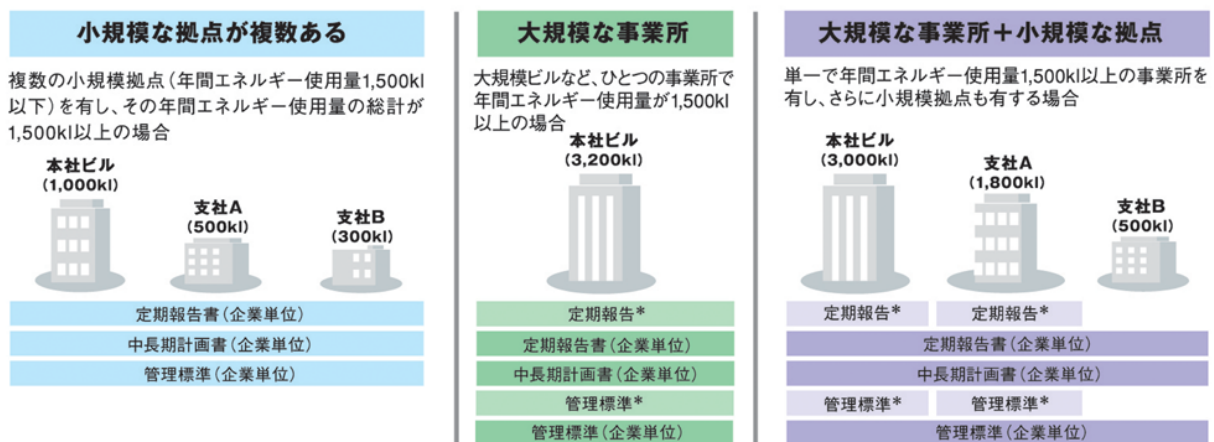 小規模な拠点が複数ある
複数の小規模拠点(年間エネルギー使用量1,500kl
以下)を有し、その年間エネルギー使用量の総計が
1,500kl以上の場合
本社ビル
(1,000kl)
支社A
(500kl)
支社B
(300kl)
定期報告書(企業単位)
中長期計画書(企業単位)
管理標準(企業単位)
大規模な事業所
大規模ビルなど、ひとつの事業所で
年間エネルギー使用量が1,500kl
以上の場合
本社ビル
(3,200kl)
定期報告*
定期報告書(企業単位)
中長期計画書(企業単位)
管理標準*
管理標準(企業単位)
大規模な事業所+小規模な拠点
単一で年間エネルギー使用量1,500kl以上の事業所を
有し、さらに小規模拠点も有する場合
本社ビル
(3,000kl)
支社A
(1,800kl)
支社B
(500kl)
定期報告* 定期報告*
定期報告書(企業単位)
中長期計画書(企業単位)
管理標準* 管理標準*
管理標準(企業単位)